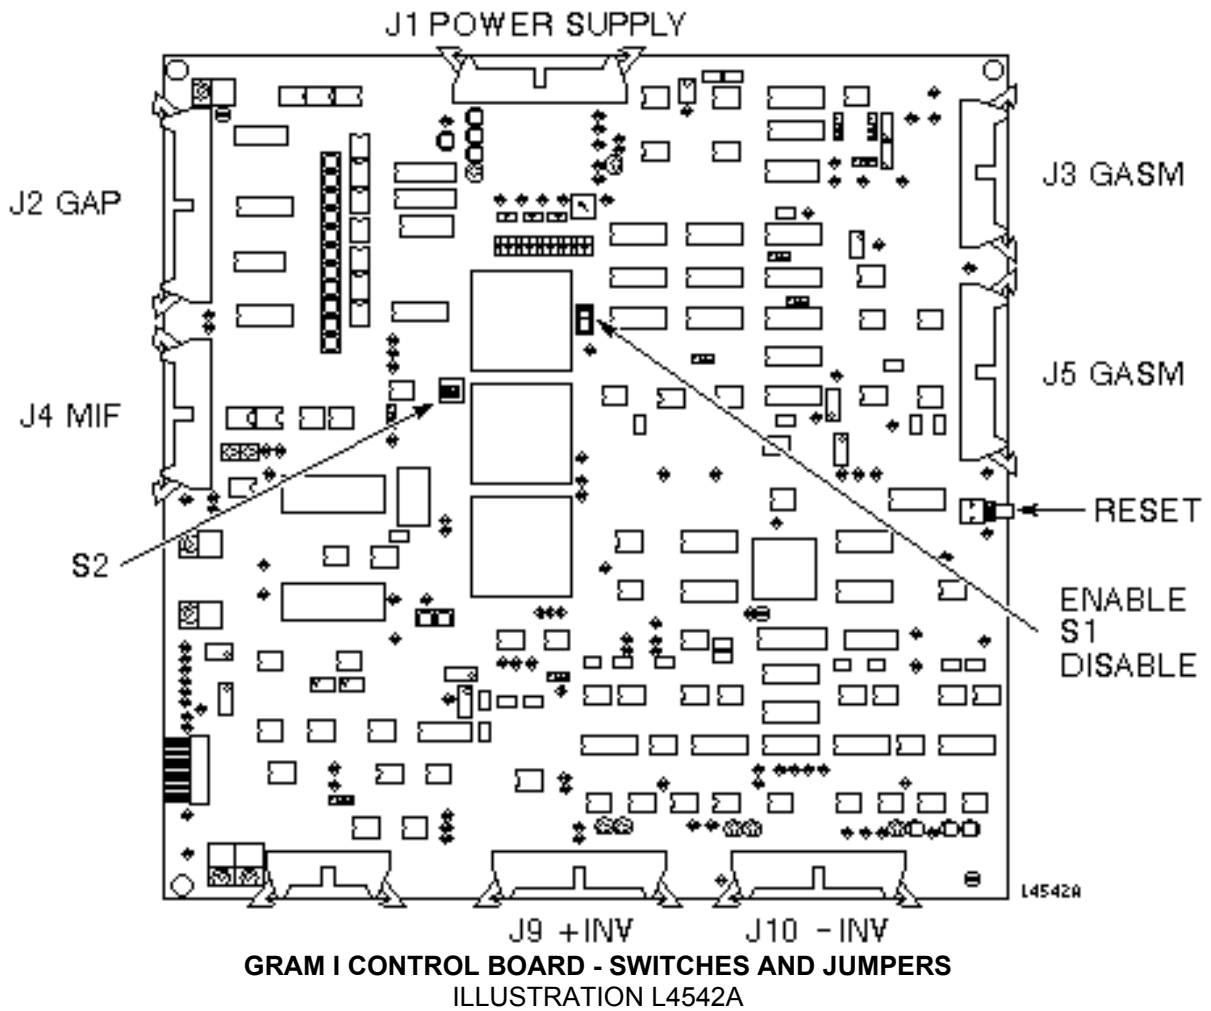 J1 POWER SUPPLY
J2 GAP
J3 GASM
J4 MIF
J5 GASM
S2
RESET
ENABLE
S1
DISABLE
L4542A
J9 +INV
J10 -INV
GRAM I CONTROL BOARD - SWITCHES AND JUMPERS
ILLUSTRATION L4542A